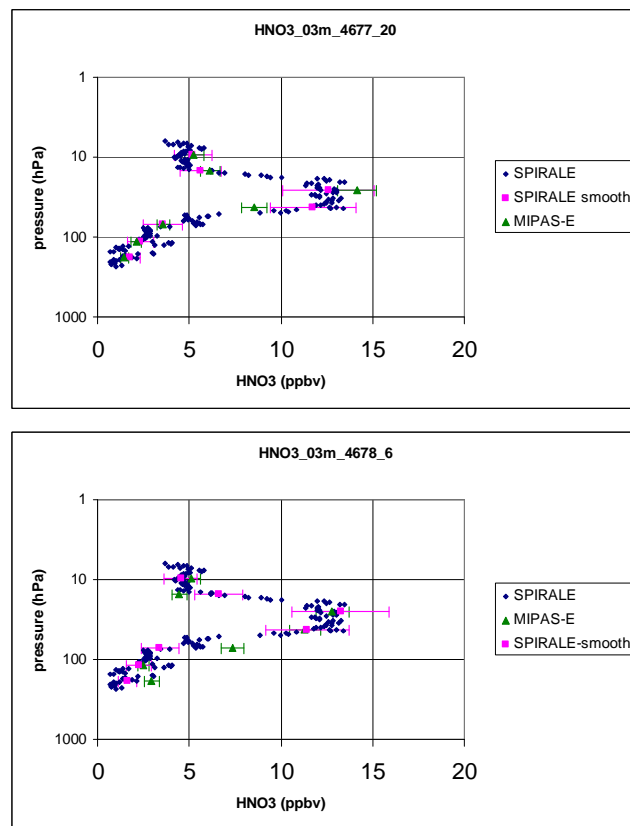 HNO3_03m_4677_20
1
10
100
1000
pressure (hPa)
0 5 10 15 20
HNO3 (ppbv)
SPIRALE
SPIRALE smooth
MIPAS-E
HNO3_03m_4678_6
1
10
100
1000
pressure (hPa)
0 5 10 15 20
HNO3 (ppbv)
SPIRALE
MIPAS-E
SPIRALE-smooth